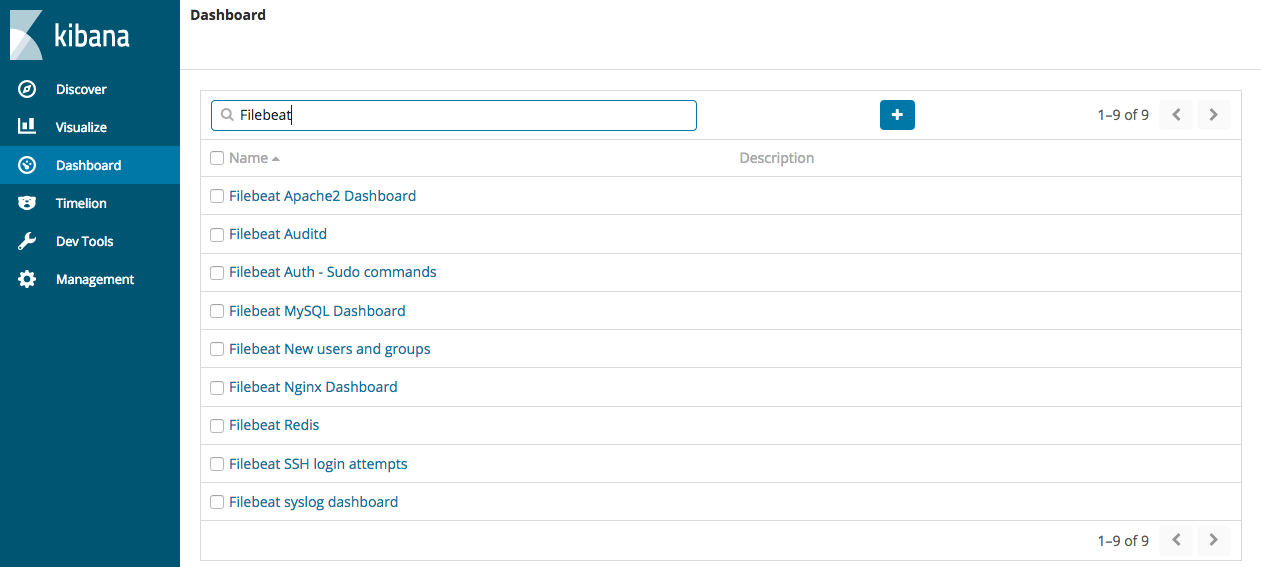 kibana
Discover
Visualize
Dashboard
Timelion
Dev Tools
Management
Dashboard
Filebeat
1–9 of 9
Name Description
Filebeat Apache2 Dashboard
Filebeat Auditd
Filebeat Auth - Sudo commands
Filebeat MySQL Dashboard
Filebeat New users and groups
Filebeat Nginx Dashboard
Filebeat Redis
Filebeat SSH login attempts
Filebeat syslog dashboard
1–9 of 9